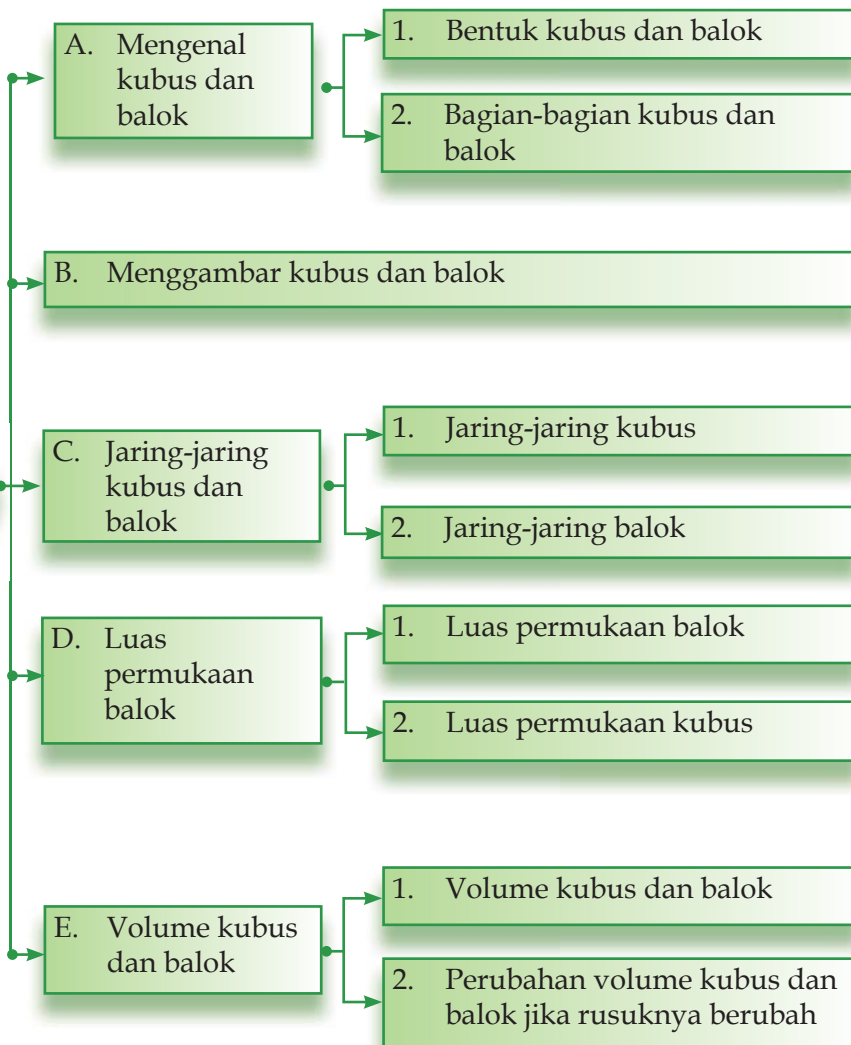 A. Mengenal
kubus dan
balok
1. Bentuk kubus dan balok
2. Bagian-bagian kubus dan
balok
B. Menggambar kubus dan balok
C. Jaring-jaring
kubus dan
balok
1. Jaring-jaring kubus
2. Jaring-jaring balok
D. Luas
permukaan
balok
1. Luas permukaan balok
2. Luas permukaan kubus
E. Volume kubus
dan balok
1. Volume kubus dan balok
2. Perubahan volume kubus dan
balok jika rusuknya berubah